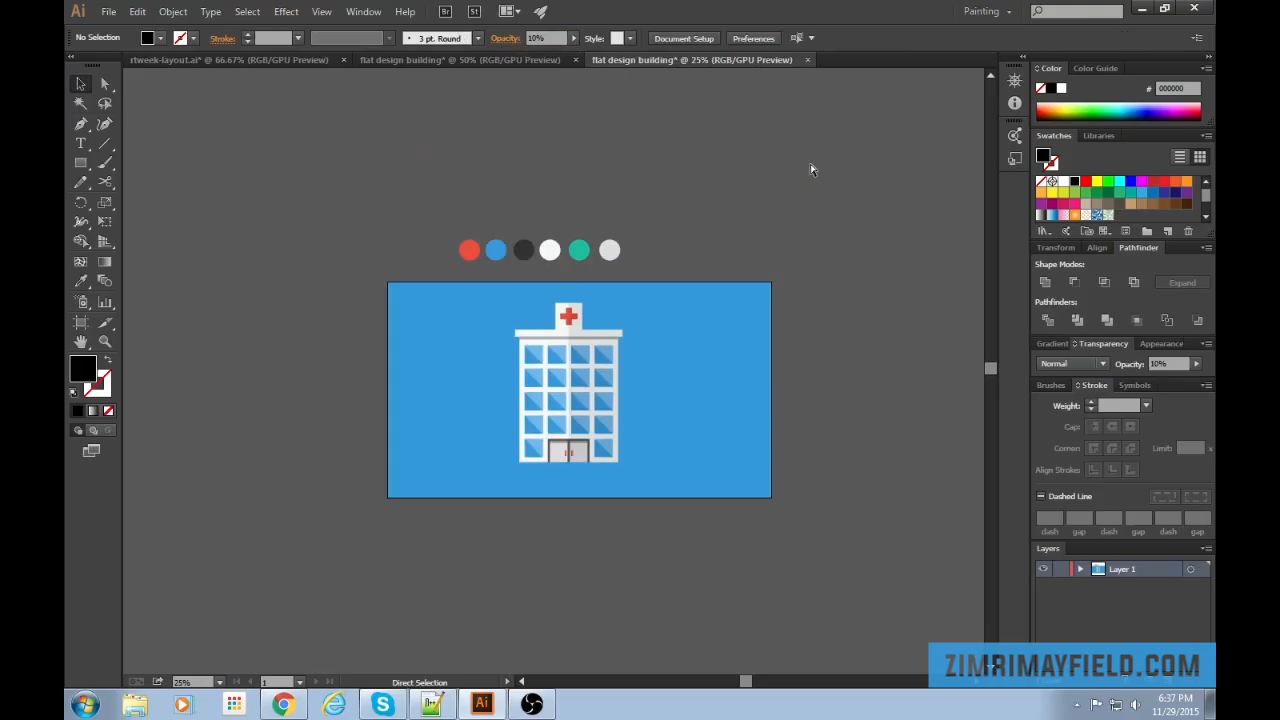 Ai File Edit Object Type Select Effect View Window Help Br St Painting
No Selection Stroke: 3 pt. Round Opacity: 10% Style: Document Setup Preferences
rtweek-layout.ai* @ 66.67% (RGB/GPU Preview) × flat design building* @ 50% (RGB/GPU Preview) × flat design building* @ 25% (RGB/GPU Preview) ×
Color Color Guide
# 000000
Swatches Libraries
Transform Align Pathfinder
Shape Modes:
Expand
Pathfinders:
Gradient Transparency Appearance
Normal Opacity: 10%
Brushes Stroke Symbols
Weight:
Cap:
Corner: Limit: x
Align Stroke:
Dashed Line
dash gap dash gap dash gap
Layers
Layer 1
ZIMRIMAYFIELD.COM
25% 1 Direct Selection
Ai
6:37 PM
11/29/2015